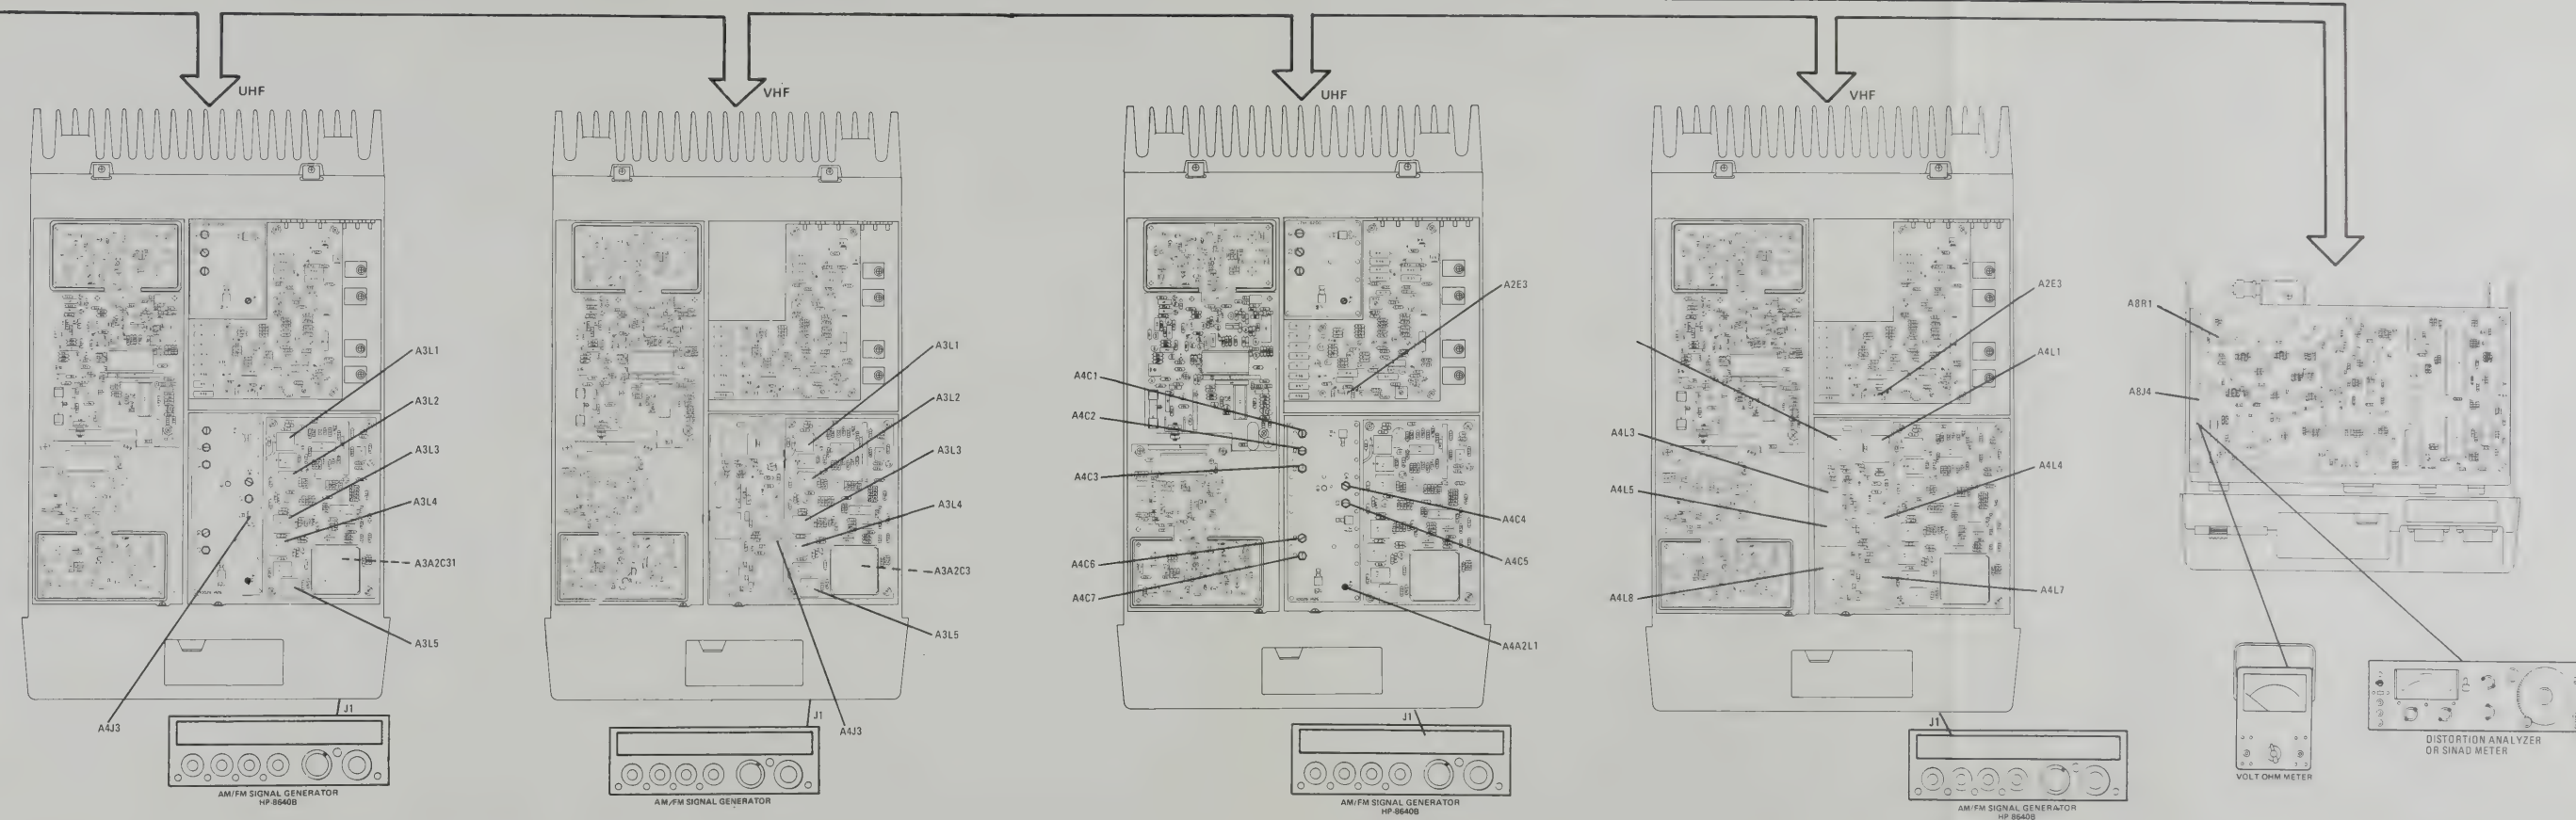 UHF
A3L1
A3L2
A3L3
A3L4
A3A2C31
A3L5
A4J3
J1
AM/FM SIGNAL GENERATOR
HP-8640B
VHF
A3L1
A3L2
A3L3
A3L4
A3A2C3
A3L5
J1
A4J3
AM/FM SIGNAL GENERATOR
UHF
A2E3
A4C1
A4C2
A4C3
A4C4
A4C5
A4C6
A4C7
A4A2L1
J1
AM/FM SIGNAL GENERATOR
HP-8640B
VHF
A2E3
A4L1
A4L3
A4L4
A4L5
A4L8
A4L7
J1
AM/FM SIGNAL GENERATOR
HP 8640B
A8R1
A8J4
VOLT OHM METER
DISTORTION ANALYZER
OR SINAD METER